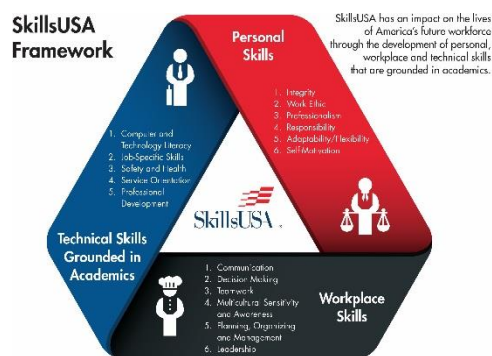 SkillsUSA
Framework
Personal
Skills
SkillsUSA has an impact on the lives
of America's future workforce
through the development of personal,
workplace and technical skills
that are grounded in academics.
1. Integrity
2. Work Ethic
3. Professionalism
4. Responsibility
5. Adaptability/Flexibility
6. Self-Motivation
1. Computer and
Technology Literacy
2. Job-Specific Skills
3. Safety and Health
4. Service Orientation
5. Professional
Development
SkillsUSA
Technical Skills
Grounded in
Academics
1. Communication
2. Decision Making
3. Teamwork
4. Multicultural Sensitivity
and Awareness
5. Planning, Organizing
and Management
6. Leadership
Workplace
Skills